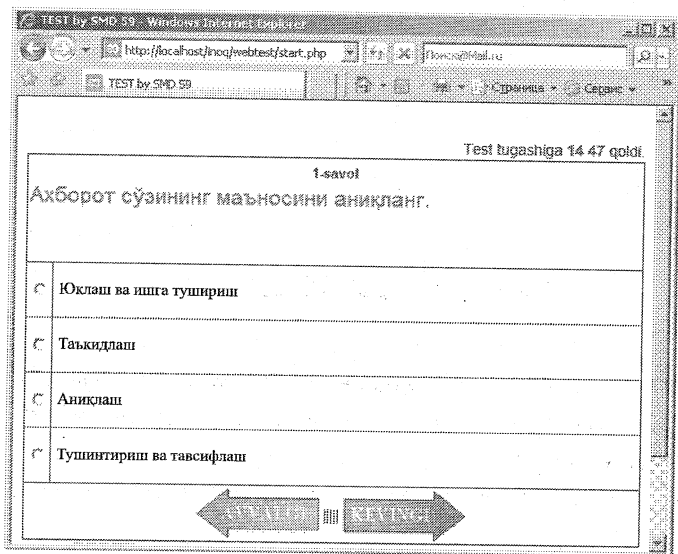 TEST by SMD 59 - Windows Internet Explorer
http://localhost/inoq/webtest/start.php
Поиск@Mail.ru
TEST by SMD 59
Страница
Сервис
Test tugashiga 14 47 qoldi.
1-savol
Ахборот сўзининг маъносини аниқланг.
Юклаш ва ишга тушириш
Таъкидлаш
Аниқлаш
Тушинтириш ва тавсифлаш
KEYINGI